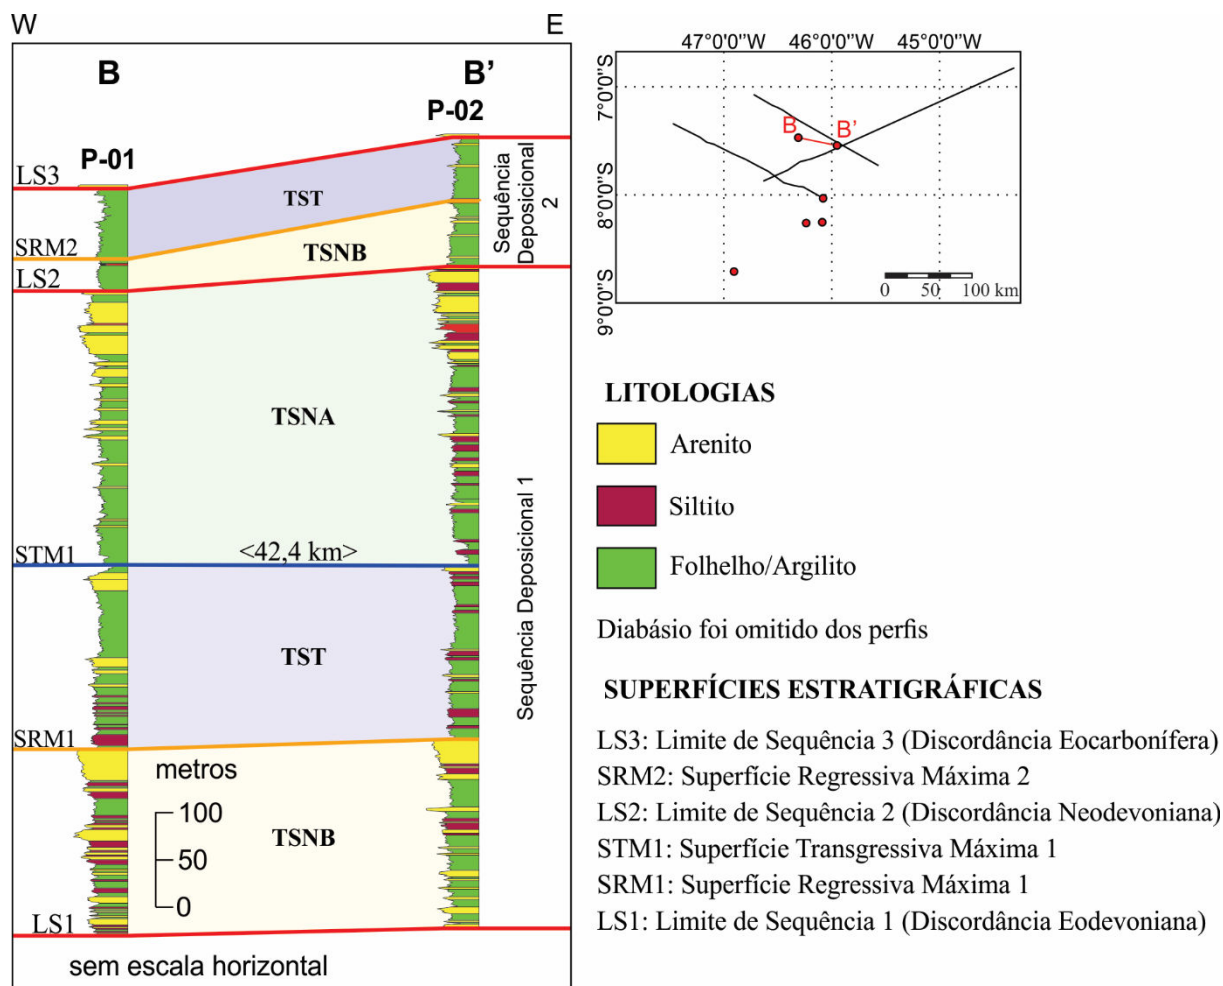 W
E
B
B'
P-01
P-02
LS3
SRM2
LS2
STM1
SRM1
LS1
TST
TSNB
TSNA
<42,4 km>
TST
TSNB
Sequência
Deposicional
2
Sequência Deposicional 1
metros
100
50
0
sem escala horizontal
47°0'0"W
46°0'0"W
45°0'0"W
7°0'0"S
8°0'0"S
9°0'0"S
B
B'
0
50
100 km
LITOLOGIAS
Arenito
Siltito
Folhelho/Argilito
Diabásio foi omitido dos perfis
SUPERFÍCIES ESTRATIGRÁFICAS
LS3: Limite de Sequência 3 (Discordância Eocarbonífera)
SRM2: Superfície Regressiva Máxima 2
LS2: Limite de Sequência 2 (Discordância Neodevoniana)
STM1: Superfície Transgressiva Máxima 1
SRM1: Superfície Regressiva Máxima 1
LS1: Limite de Sequência 1 (Discordância Eodevoniana)